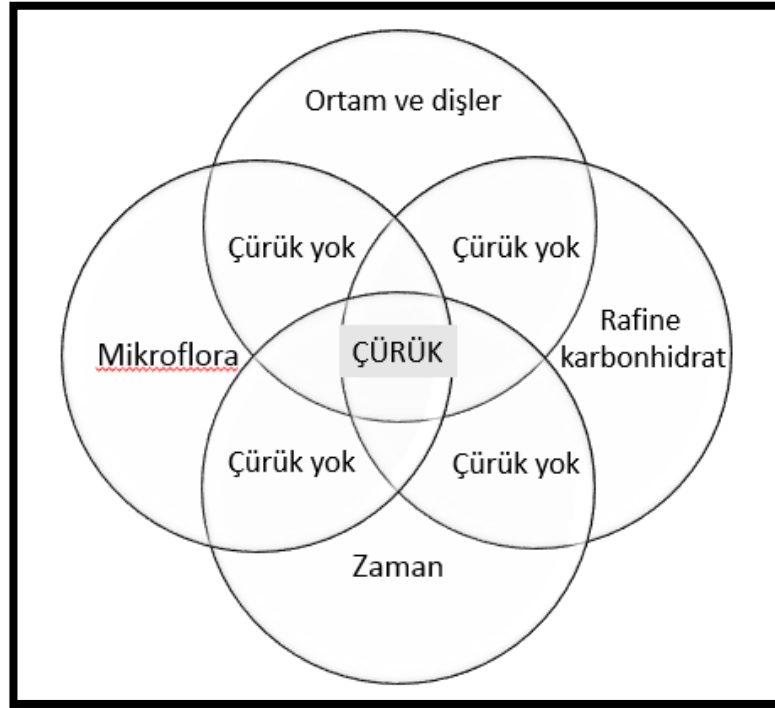 Ortam ve dişler
Çürük yok
Çürük yok
Mikroflora
ÇÜRÜK
Rafine
karbonhidrat
Çürük yok
Çürük yok
Zaman